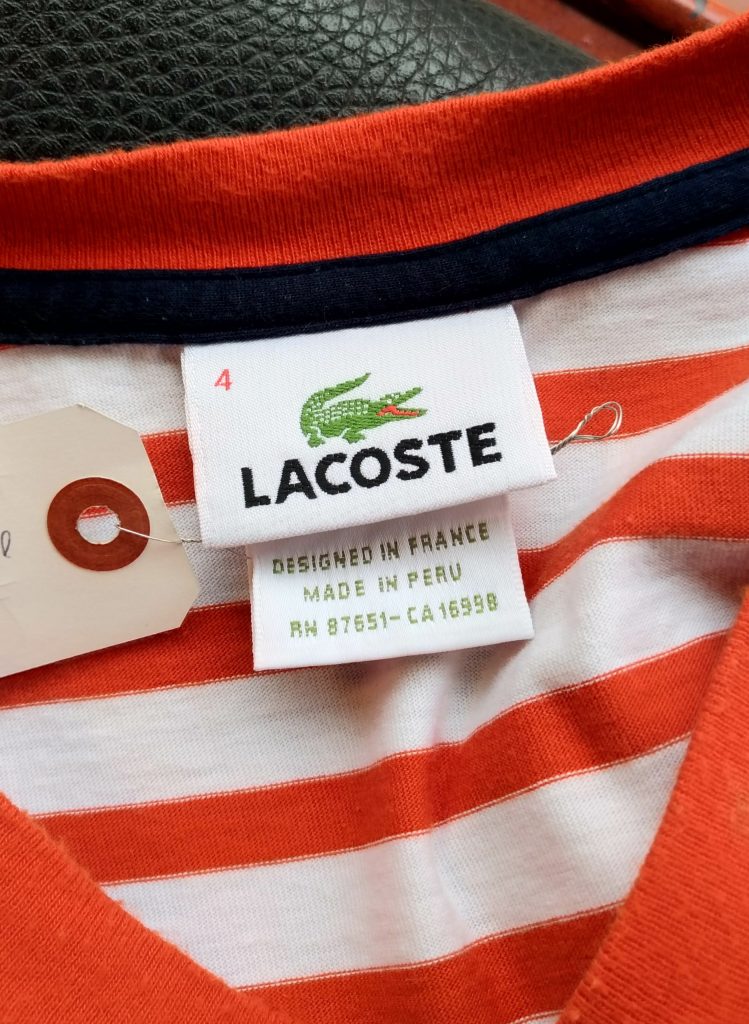 4
LACOSTE
DESIGNED IN FRANCE
MADE IN PERU
RN 87651-CA 16998